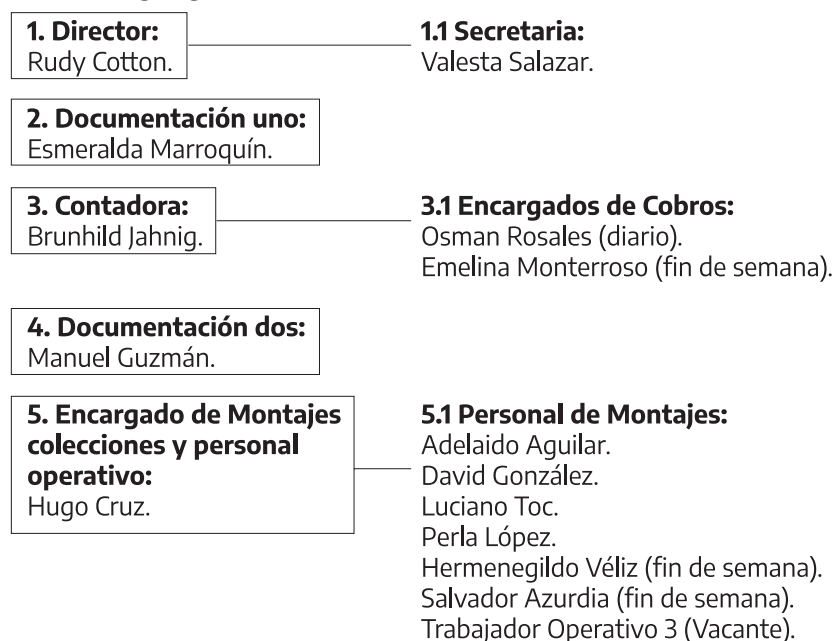 1. Director:
Rudy Cotton.
1.1 Secretaria:
Valesta Salazar.
2. Documentación uno:
Esmeralda Marroquín.
3. Contadora:
Brunhild Jahnig.
3.1 Encargados de Cobros:
Osman Rosales (diario).
Emelina Monterroso (fin de semana).
4. Documentación dos:
Manuel Guzmán.
5. Encargado de Montajes
colecciones y personal
operativo:
Hugo Cruz.
5.1 Personal de Montajes:
Adelaido Aguilar.
David González.
Luciano Toc.
Perla López.
Hermenegildo Véliz (fin de semana).
Salvador Azurdia (fin de semana).
Trabajador Operativo 3 (Vacante).